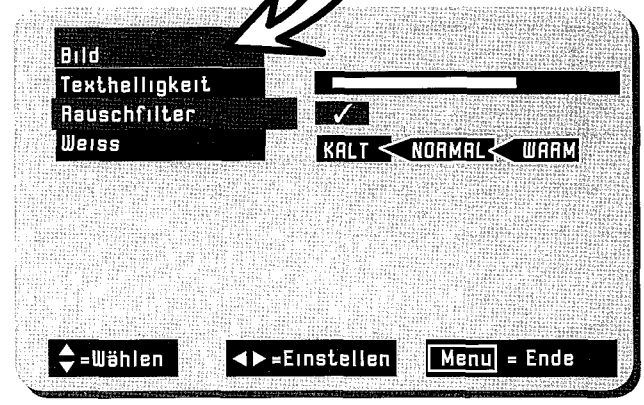 Bild
Texthelligkeit
Rauschfilter ✓
Weiss KALT NORMAL WARM
=Wählen ◄►=Einstellen Menu = Ende